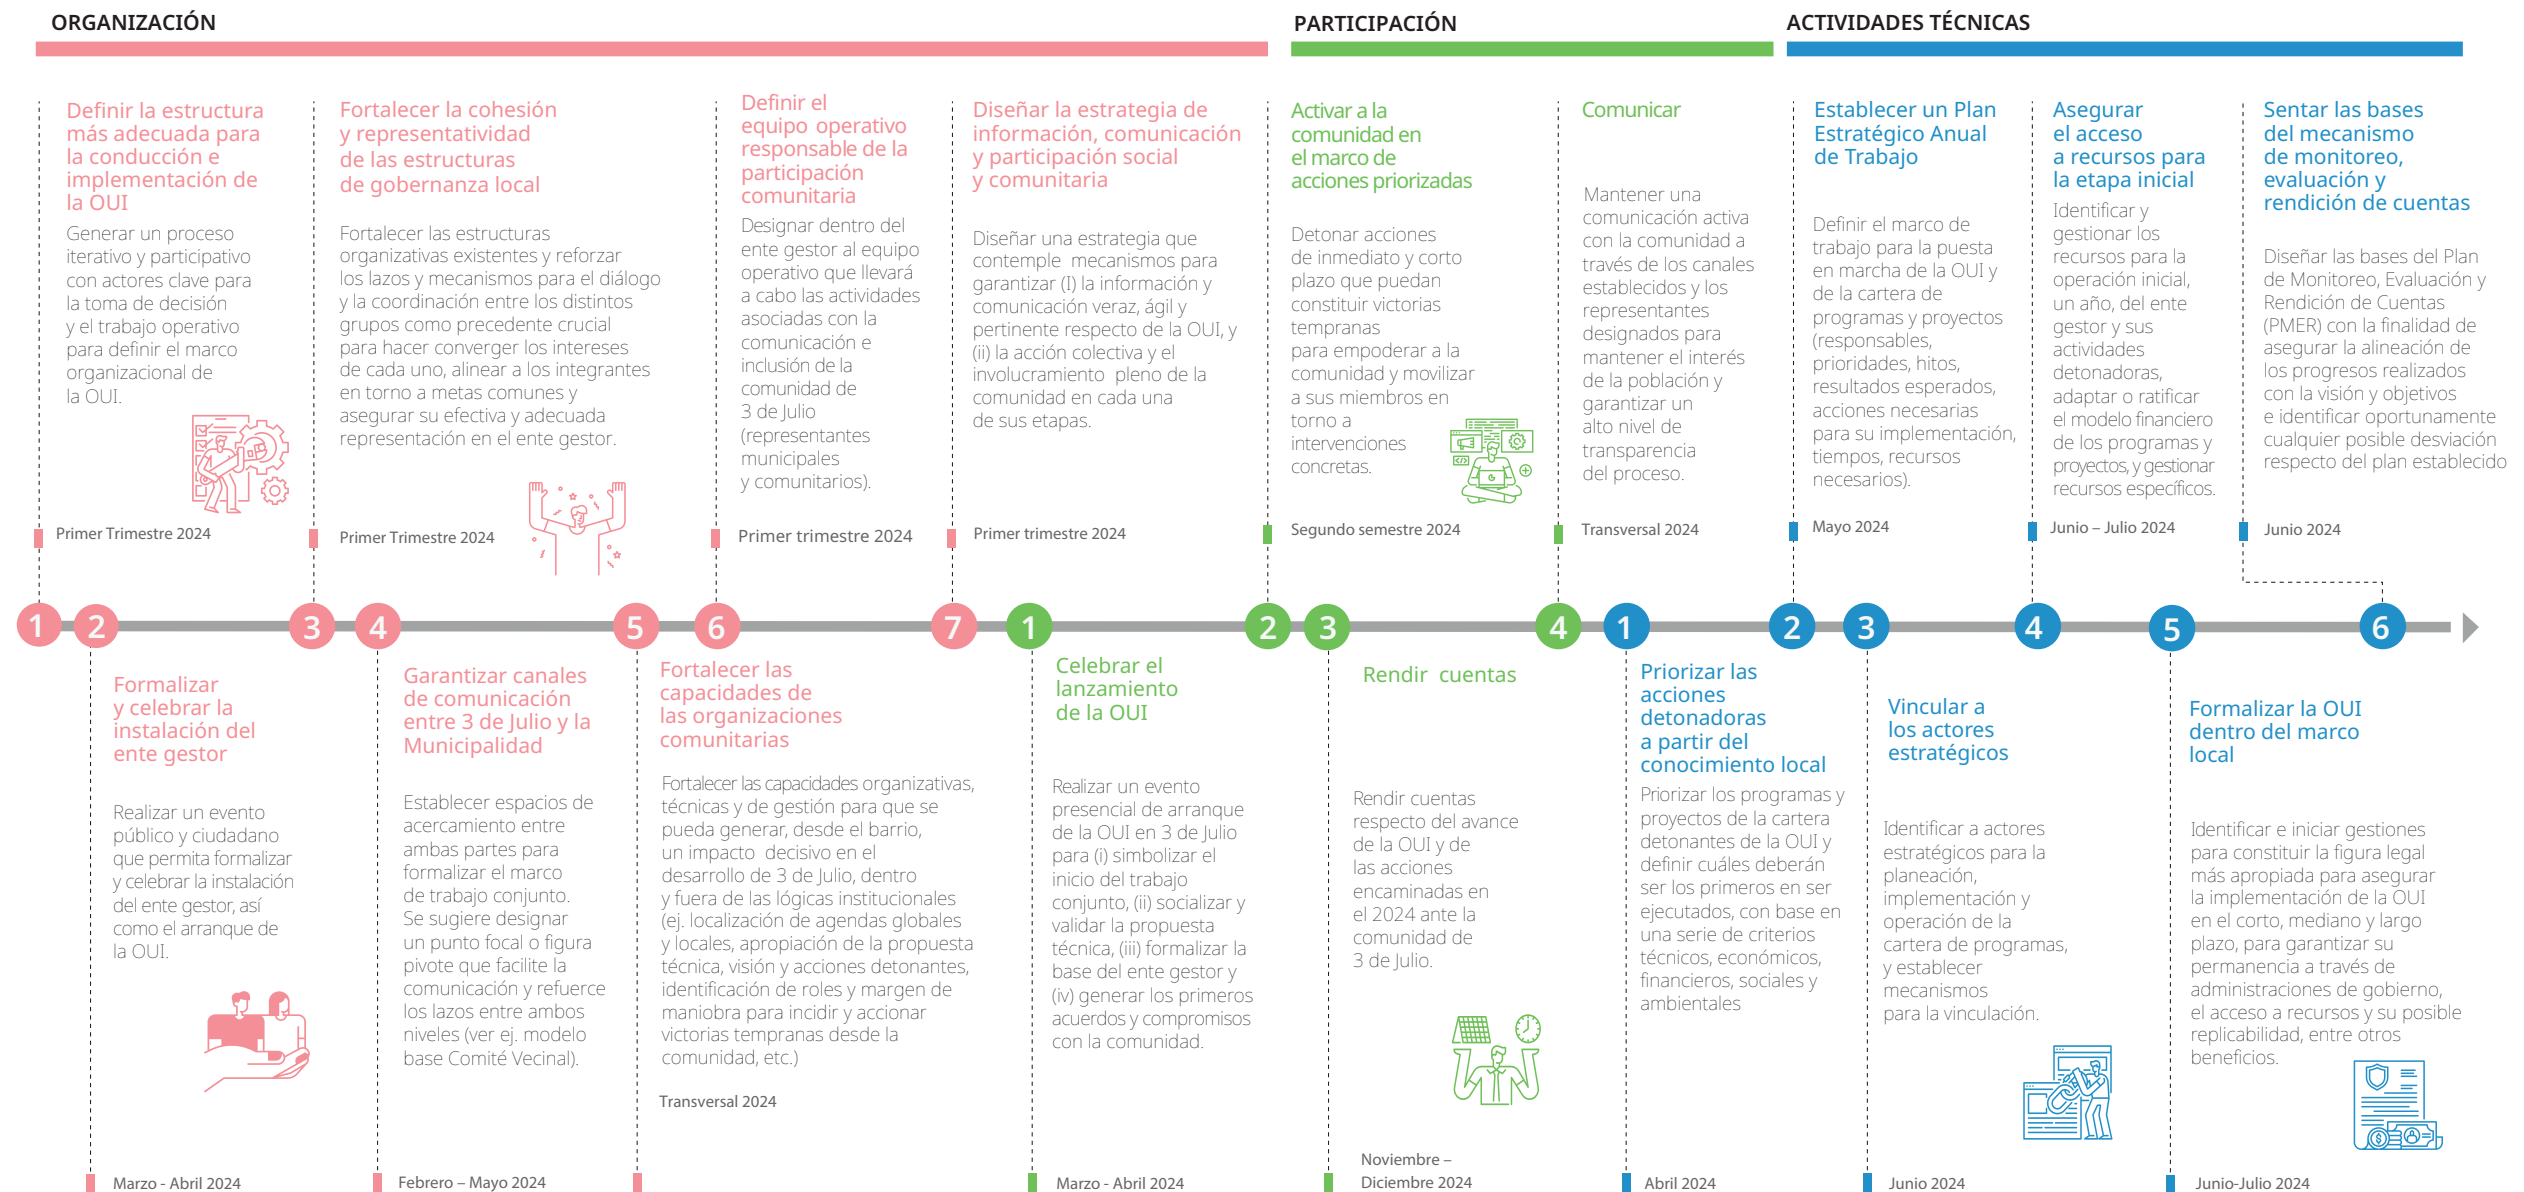 ORGANIZACIÓN
PARTICIPACIÓN
ACTIVIDADES TÉCNICAS
Definir la estructura
más adecuada para
la conducción e
implementación de
la OUI
Generar un proceso
iterativo y participativo
con actores clave para
la toma de decisión
y el trabajo operativo
para definir el marco
organizacional de
la OUI.
Primer Trimestre 2024
Fortalecer la cohesión
y representatividad
de las estructuras
de gobernanza local
Fortalecer las estructuras
organizativas existentes y reforzar
los lazos y mecanismos para el diálogo
y la coordinación entre los distintos
grupos como precedente crucial
para hacer converger los intereses
de cada uno, alinear a los integrantes
en torno a metas comunes y
asegurar su efectiva y adecuada
representación en el ente gestor.
Primer Trimestre 2024
Definir el
equipo operativo
responsable de la
participación
comunitaria
Designar dentro del
ente gestor al equipo
operativo que llevará
a cabo las actividades
asociadas con la
comunicación e
inclusión de la
comunidad de
3 de Julio
(representantes
municipales
y comunitarios).
Primer trimestre 2024
Diseñar la estrategia de
información, comunicación
y participación social
y comunitaria
Diseñar una estrategia que
contemple mecanismos para
garantizar (I) la información y
comunicación veraz, ágil y
pertinente respecto de la OUI, y
(ii) la acción colectiva y el
involucramiento pleno de la
comunidad en cada una
de sus etapas.
Primer trimestre 2024
Activar a la
comunidad en
el marco de
acciones priorizadas
Detonar acciones
de inmediato y corto
plazo que puedan
constituir victorias
tempranas
para empoderar a la
comunidad y movilizar
a sus miembros en
torno a
intervenciones
concretas.
Segundo semestre 2024
Comunicar
Mantener una
comunicación activa
con la comunidad a
través de los canales
establecidos y los
representantes
designados para
mantener el interés
de la población y
garantizar un
alto nivel de
transparencia
del proceso.
Transversal 2024
Establecer un Plan
Estratégico Anual
de Trabajo
Definir el marco de
trabajo para la puesta
en marcha de la OUI y
de la cartera de
programas y proyectos
(responsables,
prioridades, hitos,
resultados esperados,
acciones necesarias
para su implementación,
tiempos, recursos
necesarios).
Mayo 2024
Asegurar
el acceso
a recursos para
la etapa inicial
Identificar y
gestionar los
recursos para la
operación inicial,
un año, del ente
gestor y sus
actividades
detonadoras,
adaptar o ratificar
el modelo financiero
de los programas y
proyectos, y gestionar
recursos específicos.
Junio – Julio 2024
Sentar las bases
del mecanismo
de monitoreo,
evaluación y
rendición de cuentas
Diseñar las bases del Plan
de Monitoreo, Evaluación y
Rendición de Cuentas
(PMER) con la finalidad de
asegurar la alineación de
los progresos realizados
con la visión y objetivos
e identificar oportunamente
cualquier posible desviación
respecto del plan establecido
Junio 2024
1 2 3 4 5 6 7 1 2 3 4 1 2 3 4 5 6
Formalizar
y celebrar la
instalación del
ente gestor
Realizar un evento
público y ciudadano
que permita formalizar
y celebrar la instalación
del ente gestor, así
como el arranque de
la OUI.
Marzo - Abril 2024
Garantizar canales
de comunicación
entre 3 de Julio y la
Municipalidad
Establecer espacios de
acercamiento entre
ambas partes para
formalizar el marco
de trabajo conjunto.
Se sugiere designar
un punto focal o figura
pivote que facilite la
comunicación y refuerce
los lazos entre ambos
niveles (ver ej. modelo
base Comité Vecinal).
Febrero – Mayo 2024
Fortalecer las
capacidades de
las organizaciones
comunitarias
Fortalecer las capacidades organizativas,
técnicas y de gestión para que se
pueda generar, desde el barrio,
un impacto decisivo en el
desarrollo de 3 de Julio, dentro
y fuera de las lógicas institucionales
(ej. localización de agendas globales
y locales, apropiación de la propuesta
técnica, visión y acciones detonantes,
identificación de roles y margen de
maniobra para incidir y accionar
victorias tempranas desde la
comunidad, etc.)
Transversal 2024
Celebrar el
lanzamiento
de la OUI
Realizar un evento
presencial de arranque
de la OUI en 3 de Julio
para (i) simbolizar el
inicio del trabajo
conjunto, (ii) socializar y
validar la propuesta
técnica, (iii) formalizar la
base del ente gestor y
(iv) generar los primeros
acuerdos y compromisos
con la comunidad.
Marzo - Abril 2024
Rendir cuentas
Rendir cuentas
respecto del avance
de la OUI y de
las acciones
encaminadas en
el 2024 ante la
comunidad de
3 de Julio.
Noviembre –
Diciembre 2024
Priorizar las
acciones
detonadoras
a partir del
conocimiento local
Priorizar los programas y
proyectos de la cartera
detonantes de la OUI y
definir cuáles deberán
ser los primeros en ser
ejecutados, con base en
una serie de criterios
técnicos, económicos,
financieros, sociales y
ambientales
Abril 2024
Vincular a
los actores
estratégicos
Identificar a actores
estratégicos para la
planeación,
implementación y
operación de la
cartera de programas,
y establecer
mecanismos
para la vinculación.
Junio 2024
Formalizar la OUI
dentro del marco
local
Identificar e iniciar gestiones
para constituir la figura legal
más apropiada para asegurar
la implementación de la OUI
en el corto, mediano y largo
plazo, para garantizar su
permanencia a través de
administraciones de gobierno,
el acceso a recursos y su posible
replicabilidad, entre otros
beneficios.
Junio-Julio 2024